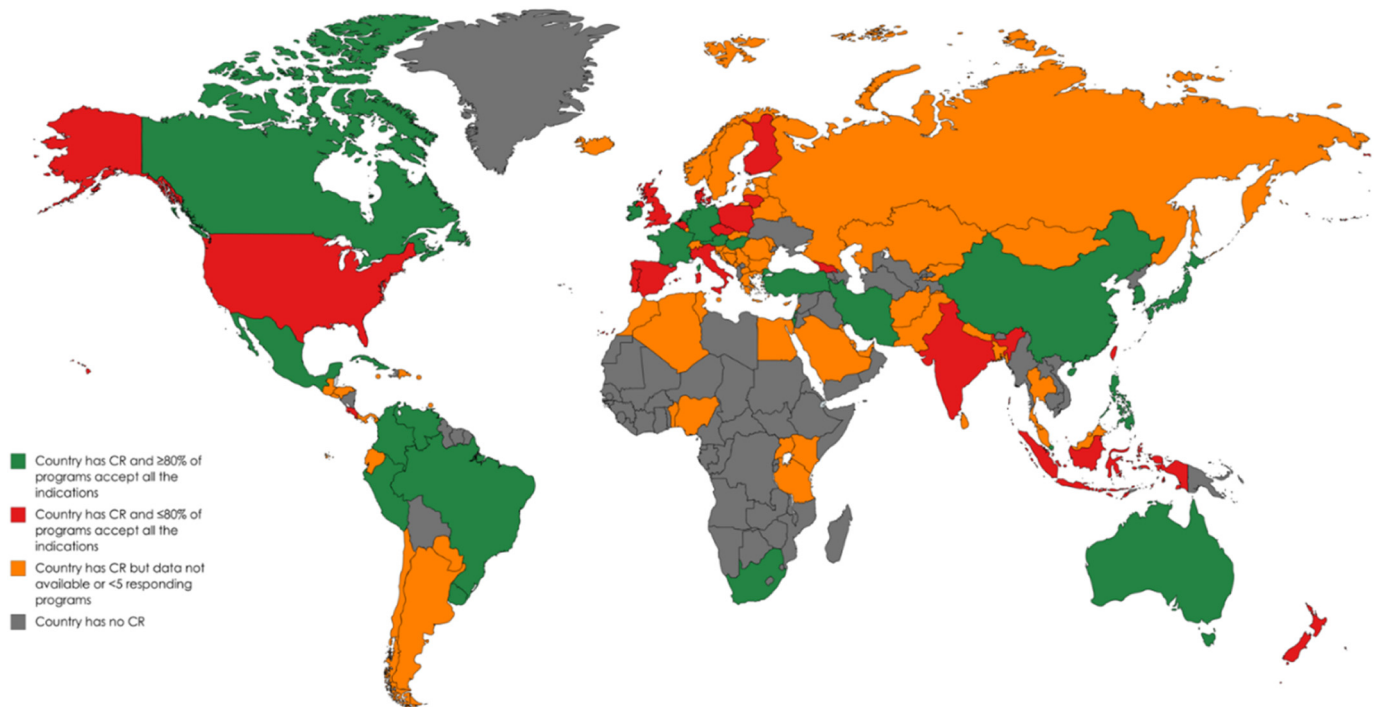 Country has CR and ≥80% of
programs accept all the
indications
Country has CR and ≤80% of
programs accept all the
indications
Country has CR but data not
available or <5 responding
programs
Country has no CR